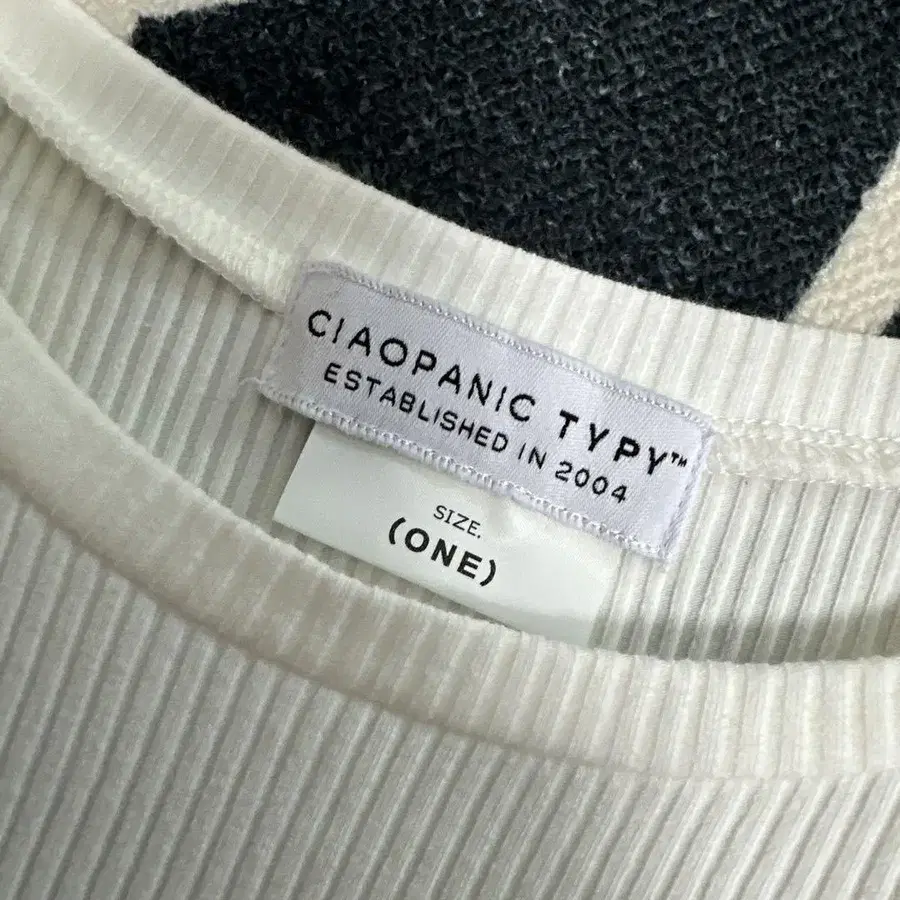 CIAOPANIC TYPY™
ESTABLISHED IN 2004
SIZE.
(ONE)